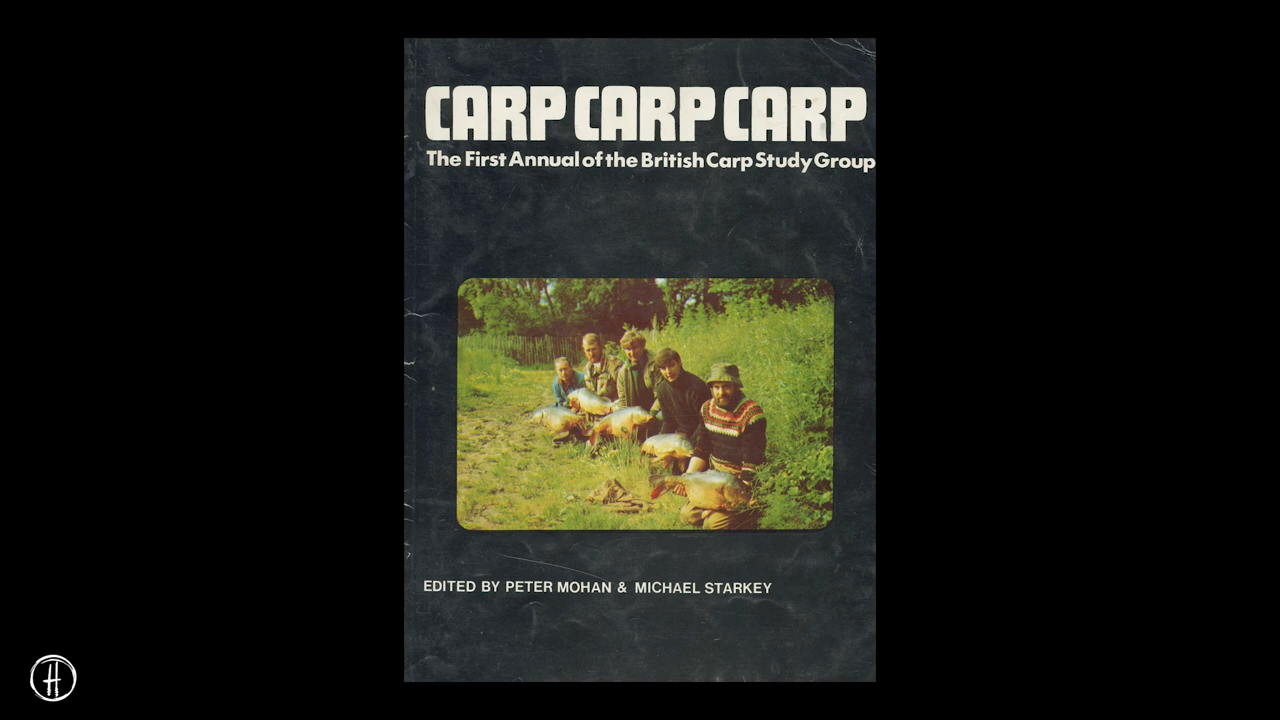 CARP CARP CARP
The First Annual of the British Carp Study Group
EDITED BY PETER MOHAN & MICHAEL STARKEY
H